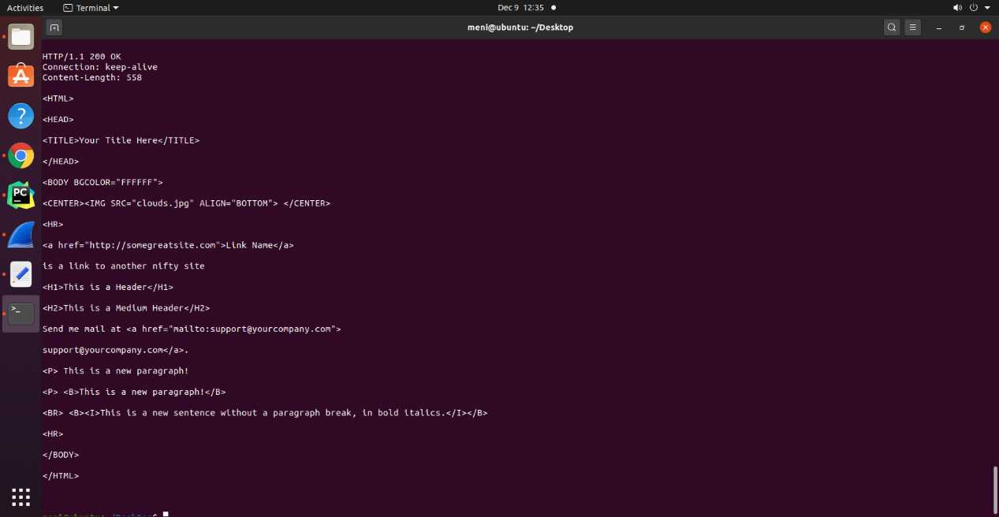 Activities
Terminal
Dec 9 12:35
meni@ubuntu: ~/Desktop
HTTP/1.1 200 OK
Connection: keep-alive
Content-Length: 558
<HTML>
<HEAD>
<TITLE>Your Title Here</TITLE>
</HEAD>
<BODY BGCOLOR="FFFFFF">
<CENTER><IMG SRC="clouds.jpg" ALIGN="BOTTOM"> </CENTER>
<HR>
<a href="http://somegreatsite.com">Link Name</a>
is a link to another nifty site
<H1>This is a Header</H1>
<H2>This is a Medium Header</H2>
Send me mail at <a href="mailto:support@yourcompany.com">
support@yourcompany.com</a>.
<P> This is a new paragraph!
<P> <B>This is a new paragraph!</B>
<BR> <B><I>This is a new sentence without a paragraph break, in bold italics.</I></B>
<HR>
</BODY>
</HTML>
meni@ubuntu:~/Desktop$
PC
>_